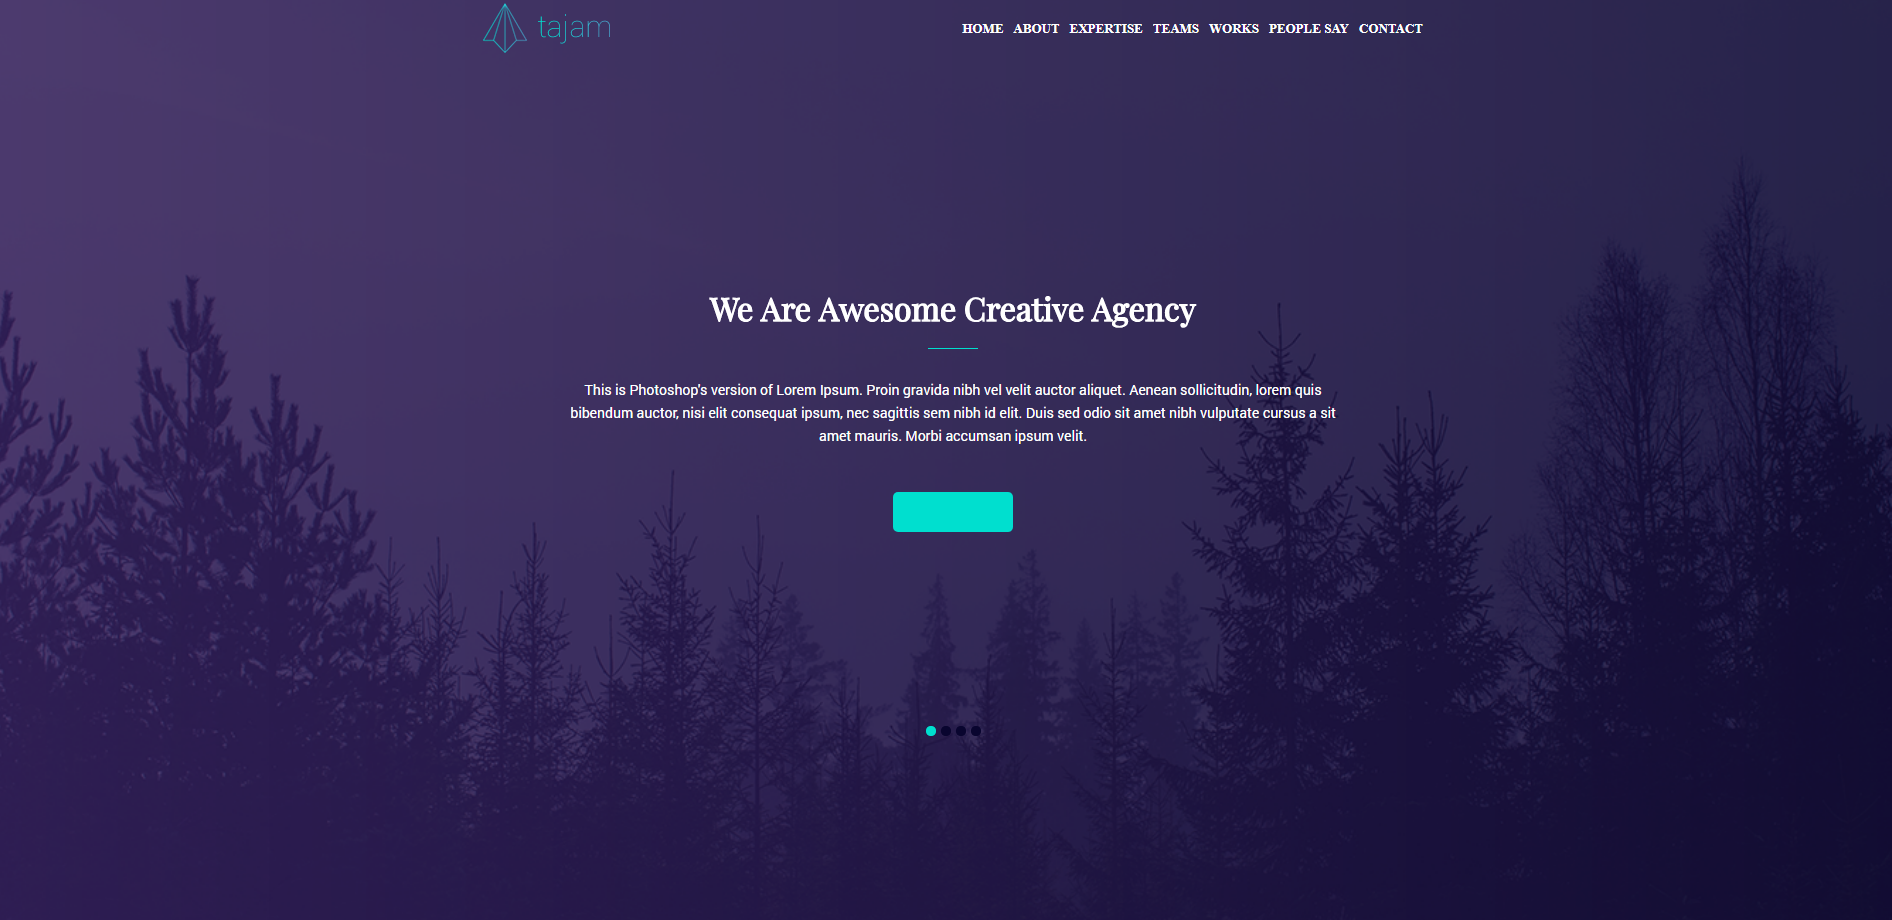 tajam
HOME ABOUT EXPERTISE TEAMS WORKS PEOPLE SAY CONTACT
We Are Awesome Creative Agency
This is Photoshop's version of Lorem Ipsum. Proin gravida nibh vel velit auctor aliquet. Aenean sollicitudin, lorem quis
bibendum auctor, nisi elit consequat ipsum, nec sagittis sem nibh id elit. Duis sed odio sit amet nibh vulputate cursus a sit
amet mauris. Morbi accumsan ipsum velit.